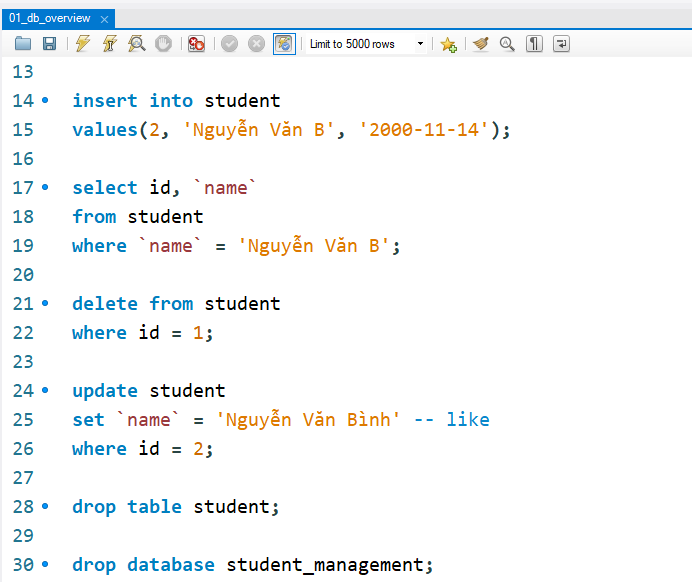 01_db_overview
Limit to 5000 rows
13
14 insert into student
15 values(2, 'Nguyễn Văn B', '2000-11-14');
16
17 select id, `name`
18 from student
19 where `name` = 'Nguyễn Văn B';
20
21 delete from student
22 where id = 1;
23
24 update student
25 set `name` = 'Nguyễn Văn Bình' -- like
26 where id = 2;
27
28 drop table student;
29
30 drop database student_management;